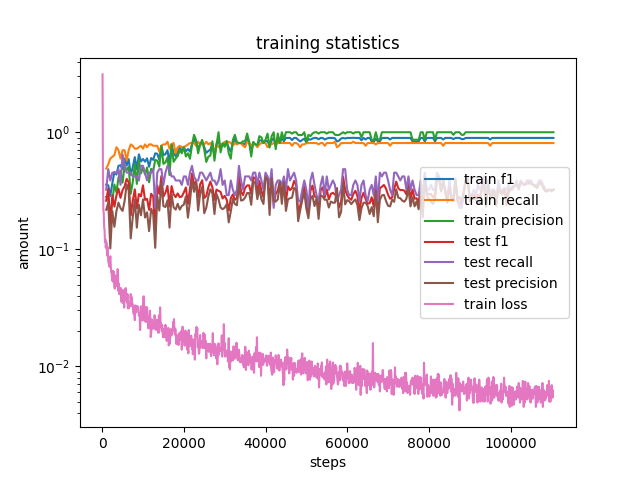 training statistics
10⁰
10⁻¹
10⁻²
amount
train f1
train recall
train precision
test f1
test recall
test precision
train loss
0 20000 40000 60000 80000 100000
steps